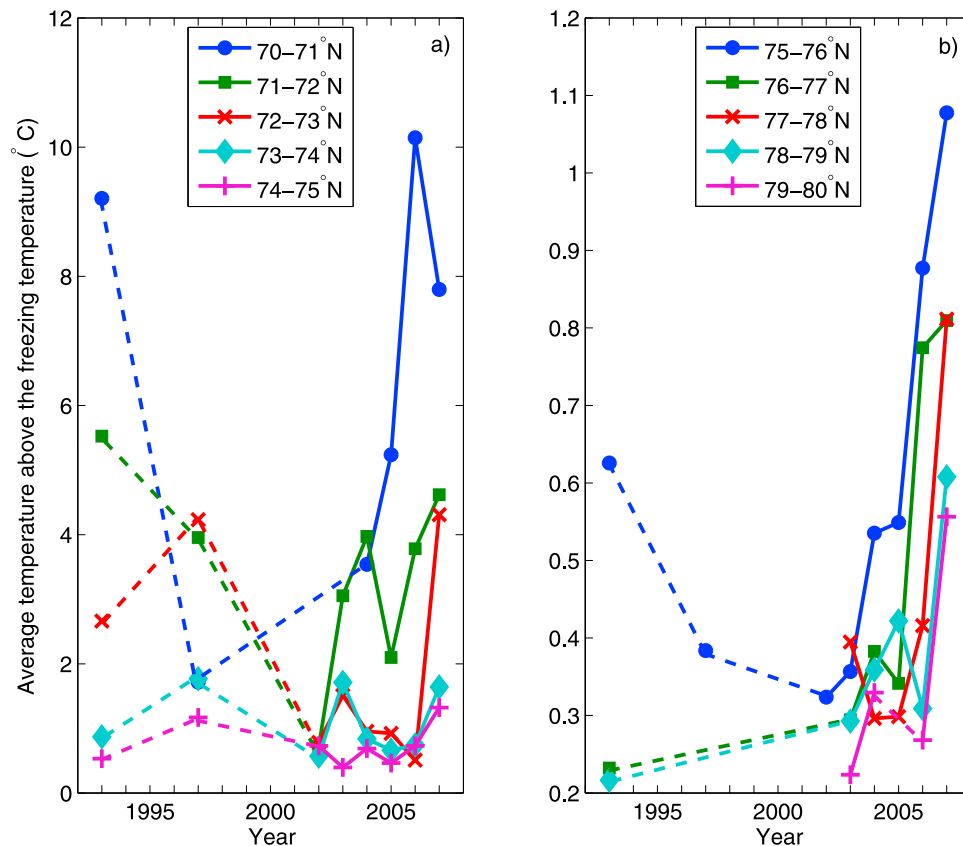 Average temperature above the freezing temperature (°C)
12
10
8
6
4
2
0
a)
70–71°N
71–72°N
72–73°N
73–74°N
74–75°N
1995 2000 2005
Year
1.2
1.1
1
0.9
0.8
0.7
0.6
0.5
0.4
0.3
0.2
b)
75–76°N
76–77°N
77–78°N
78–79°N
79–80°N
1995 2000 2005
Year